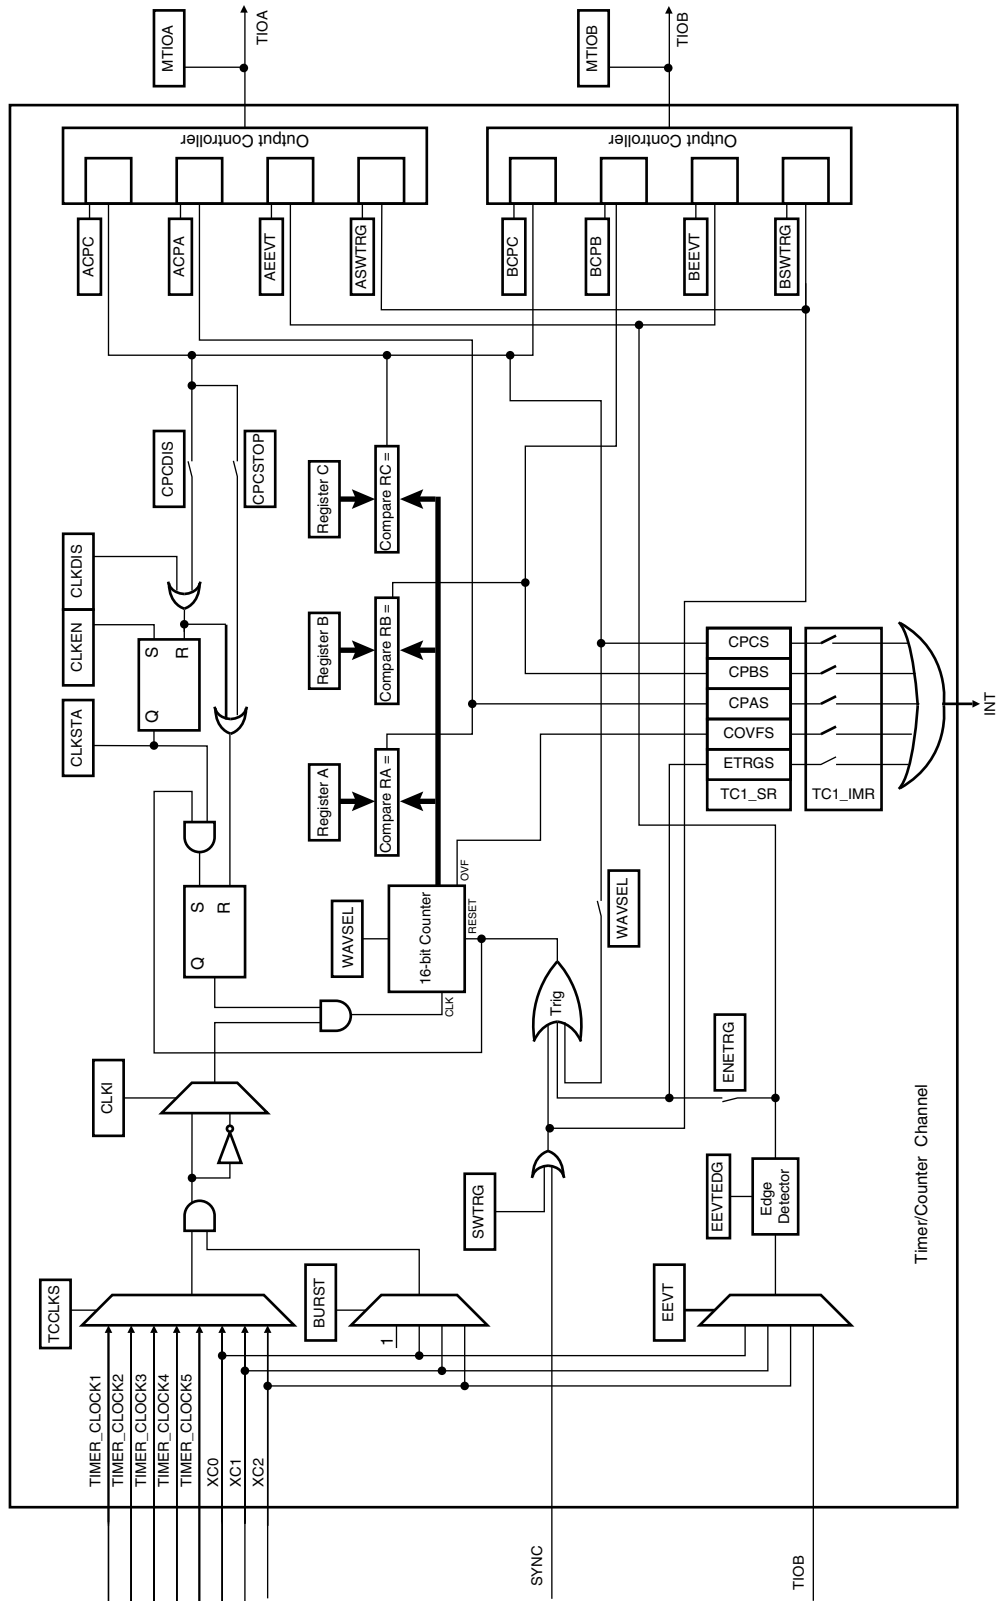 TIMER_CLOCK1
TIMER_CLOCK2
TIMER_CLOCK3
TIMER_CLOCK4
TIMER_CLOCK5
XC0
XC1
XC2
TCCLKS
CLKI
CLKSTA
CLKEN
CLKDIS
Q
S
R
Q
S
R
CPCDIS
CPCSTOP
BURST
1
WAVSEL
16-bit Counter
CLK
RESET
OVF
Register A
Compare RA =
Register B
Compare RB =
Register C
Compare RC =
SYNC
SWTRG
Trig
WAVSEL
TIOB
EEVT
EEVTEDG
Edge
Detector
ENETRG
CPCS
CPBS
CPAS
COVFS
ETRGS
TC1_SR
TC1_IMR
INT
ACPC
ACPA
AEEVT
ASWTRG
Output Controller
MTIOA
TIOA
BCPC
BCPB
BEEVT
BSWTRG
Output Controller
MTIOB
TIOB
Timer/Counter Channel